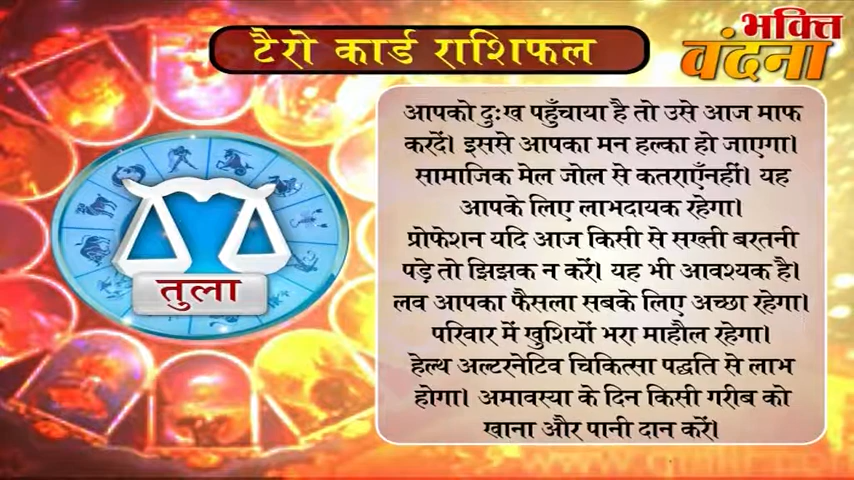 टैरो कार्ड राशिफल
भक्ति
वंदना
आपको दुःख पहुँचाया है तो उसे आज माफ
करदें। इससे आपका मन हल्का हो जाएगा।
सामाजिक मेल जोल से कतराएँनहीं। यह
आपके लिए लाभदायक रहेगा।
प्रोफेशन यदि आज किसी से सख्ती बरतनी
पड़े तो झिझक न करें। यह भी आवश्यक है।
लव आपका फैसला सबके लिए अच्छा रहेगा।
परिवार में खुशियों भरा माहौल रहेगा।
हेल्थ अल्टरनेटिव चिकित्सा पद्धति से लाभ
होगा। अमावस्या के दिन किसी गरीब को
खाना और पानी दान करें।
तुला